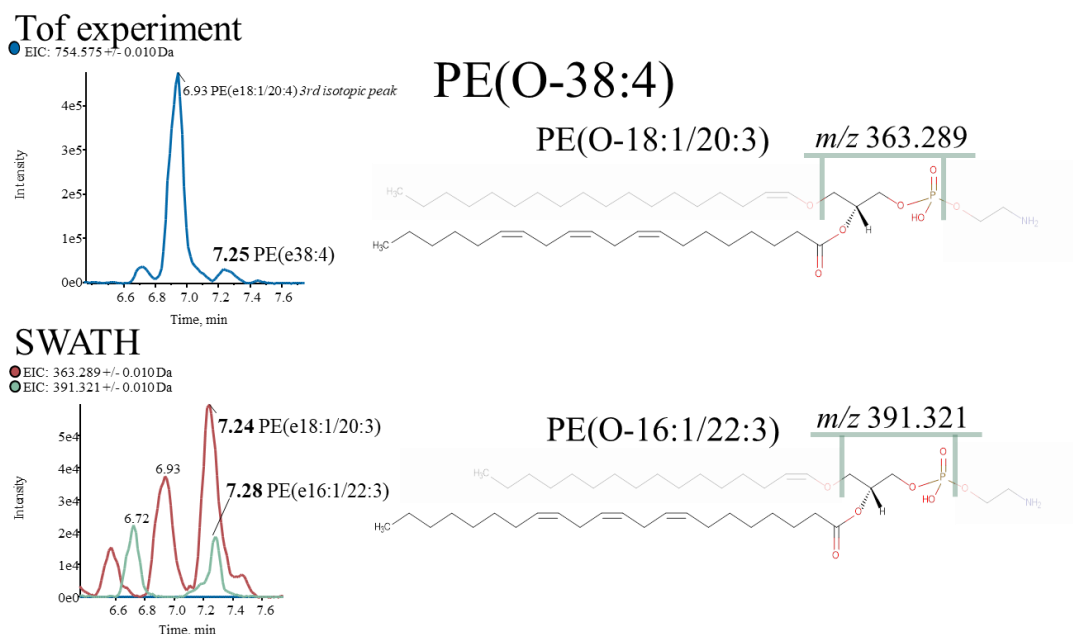 Tof experiment
EIC: 754.575 +/- 0.010 Da
Intensity
4e5
3e5
2e5
1e5
0e0
6.93 PE(e18:1/20:4) 3rd isotopic peak
7.25 PE(e38:4)
6.6 6.8 7.0 7.2 7.4 7.6
Time, min
PE(O-38:4)
PE(O-18:1/20:3) m/z 363.289
H₃C
O
O
P
O
O
HO
NH₂
H
O
H₃C
O
SWATH
EIC: 363.289 +/- 0.010 Da
EIC: 391.321 +/- 0.010 Da
Intensity
5e4
4e4
3e4
2e4
1e4
0e0
7.24 PE(e18:1/20:3)
6.93
7.28 PE(e16:1/22:3)
6.72
6.6 6.8 7.0 7.2 7.4 7.6
Time, min
PE(O-16:1/22:3) m/z 391.321
H₃C
O
O
P
O
O
HO
NH₂
H
O
H₃C
O